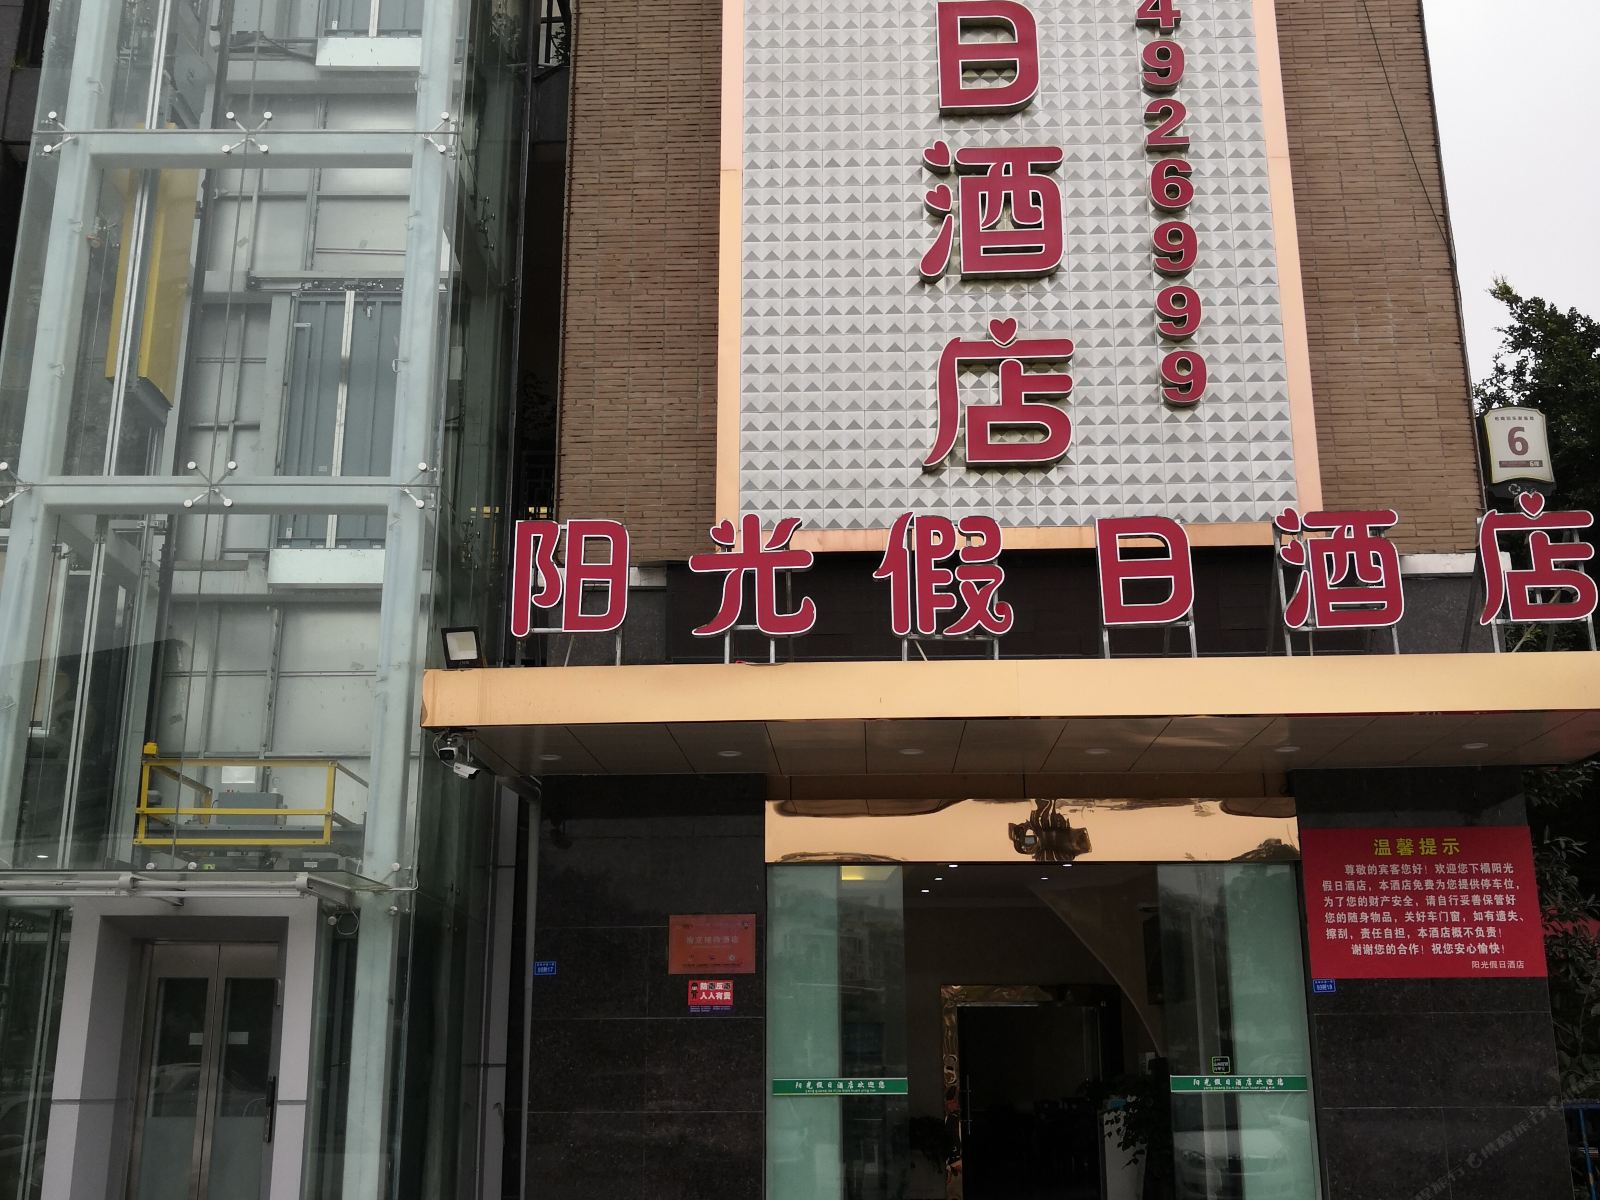 日酒店
4926999
6
阳光假日酒店
温馨提示
尊敬的宾客您好！欢迎您下榻阳光
假日酒店，本酒店免费为您提供停车位，
为了您的财产安全，请自行妥善保管好
您的随身物品，关好车门窗，如有遗失、
擦刮，责任自担，本酒店概不负责！
谢谢您的合作！祝您安心愉快！
阳光假日酒店
人人有责
阳光假日酒店欢迎您
阳光假日酒店欢迎您